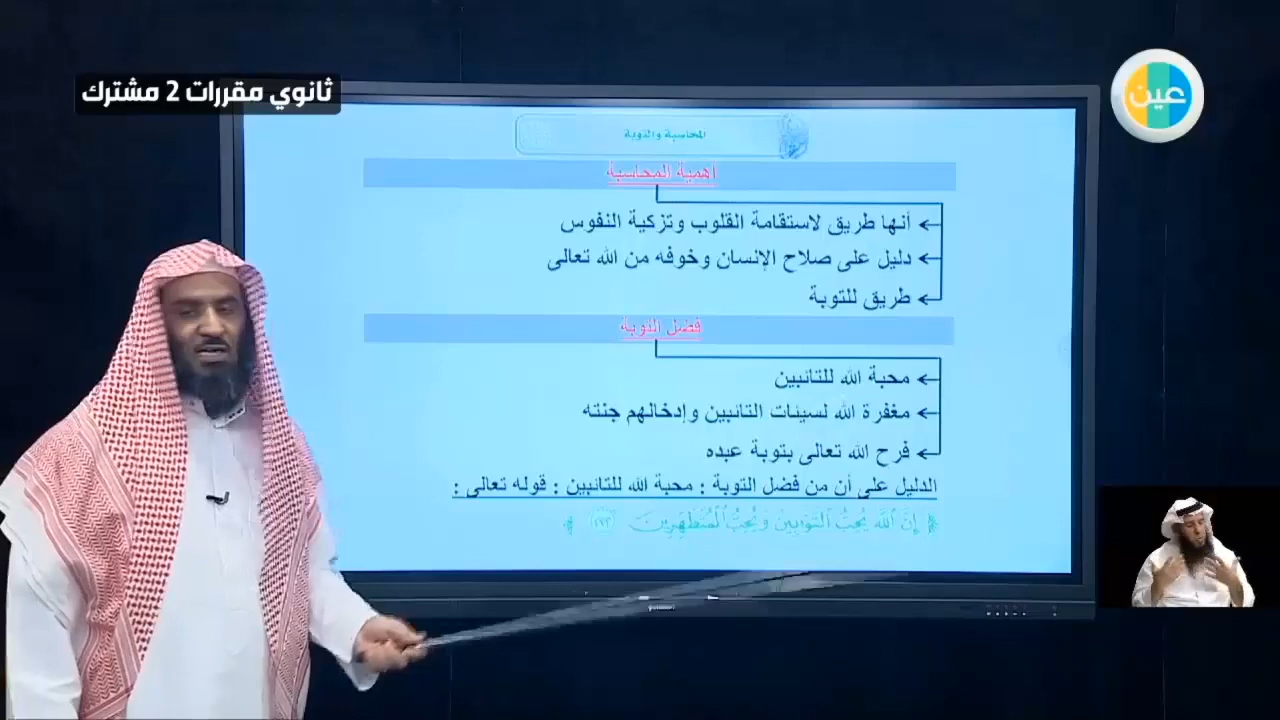 ثانوي مقررات 2 مشترك
عين
المحاسبة والتوبة
أهمية المحاسبة
أنها طريق لاستقامة القلوب وتزكية النفوس
دليل على صلاح الإنسان وخوفه من الله تعالى
طريق للتوبة
فضل التوبة
محبة الله للتائبين
مغفرة الله لسيئات التائبين وإدخالهم جنته
فرح الله تعالى بتوبة عبده
الدليل على أن من فضل التوبة : محبة الله للتائبين : قوله تعالى :
إِنَّ ٱللَّهَ يُحِبُّ ٱلتَّوَّٰبِينَ وَيُحِبُّ ٱلۡمُتَطَهِّرِينَ